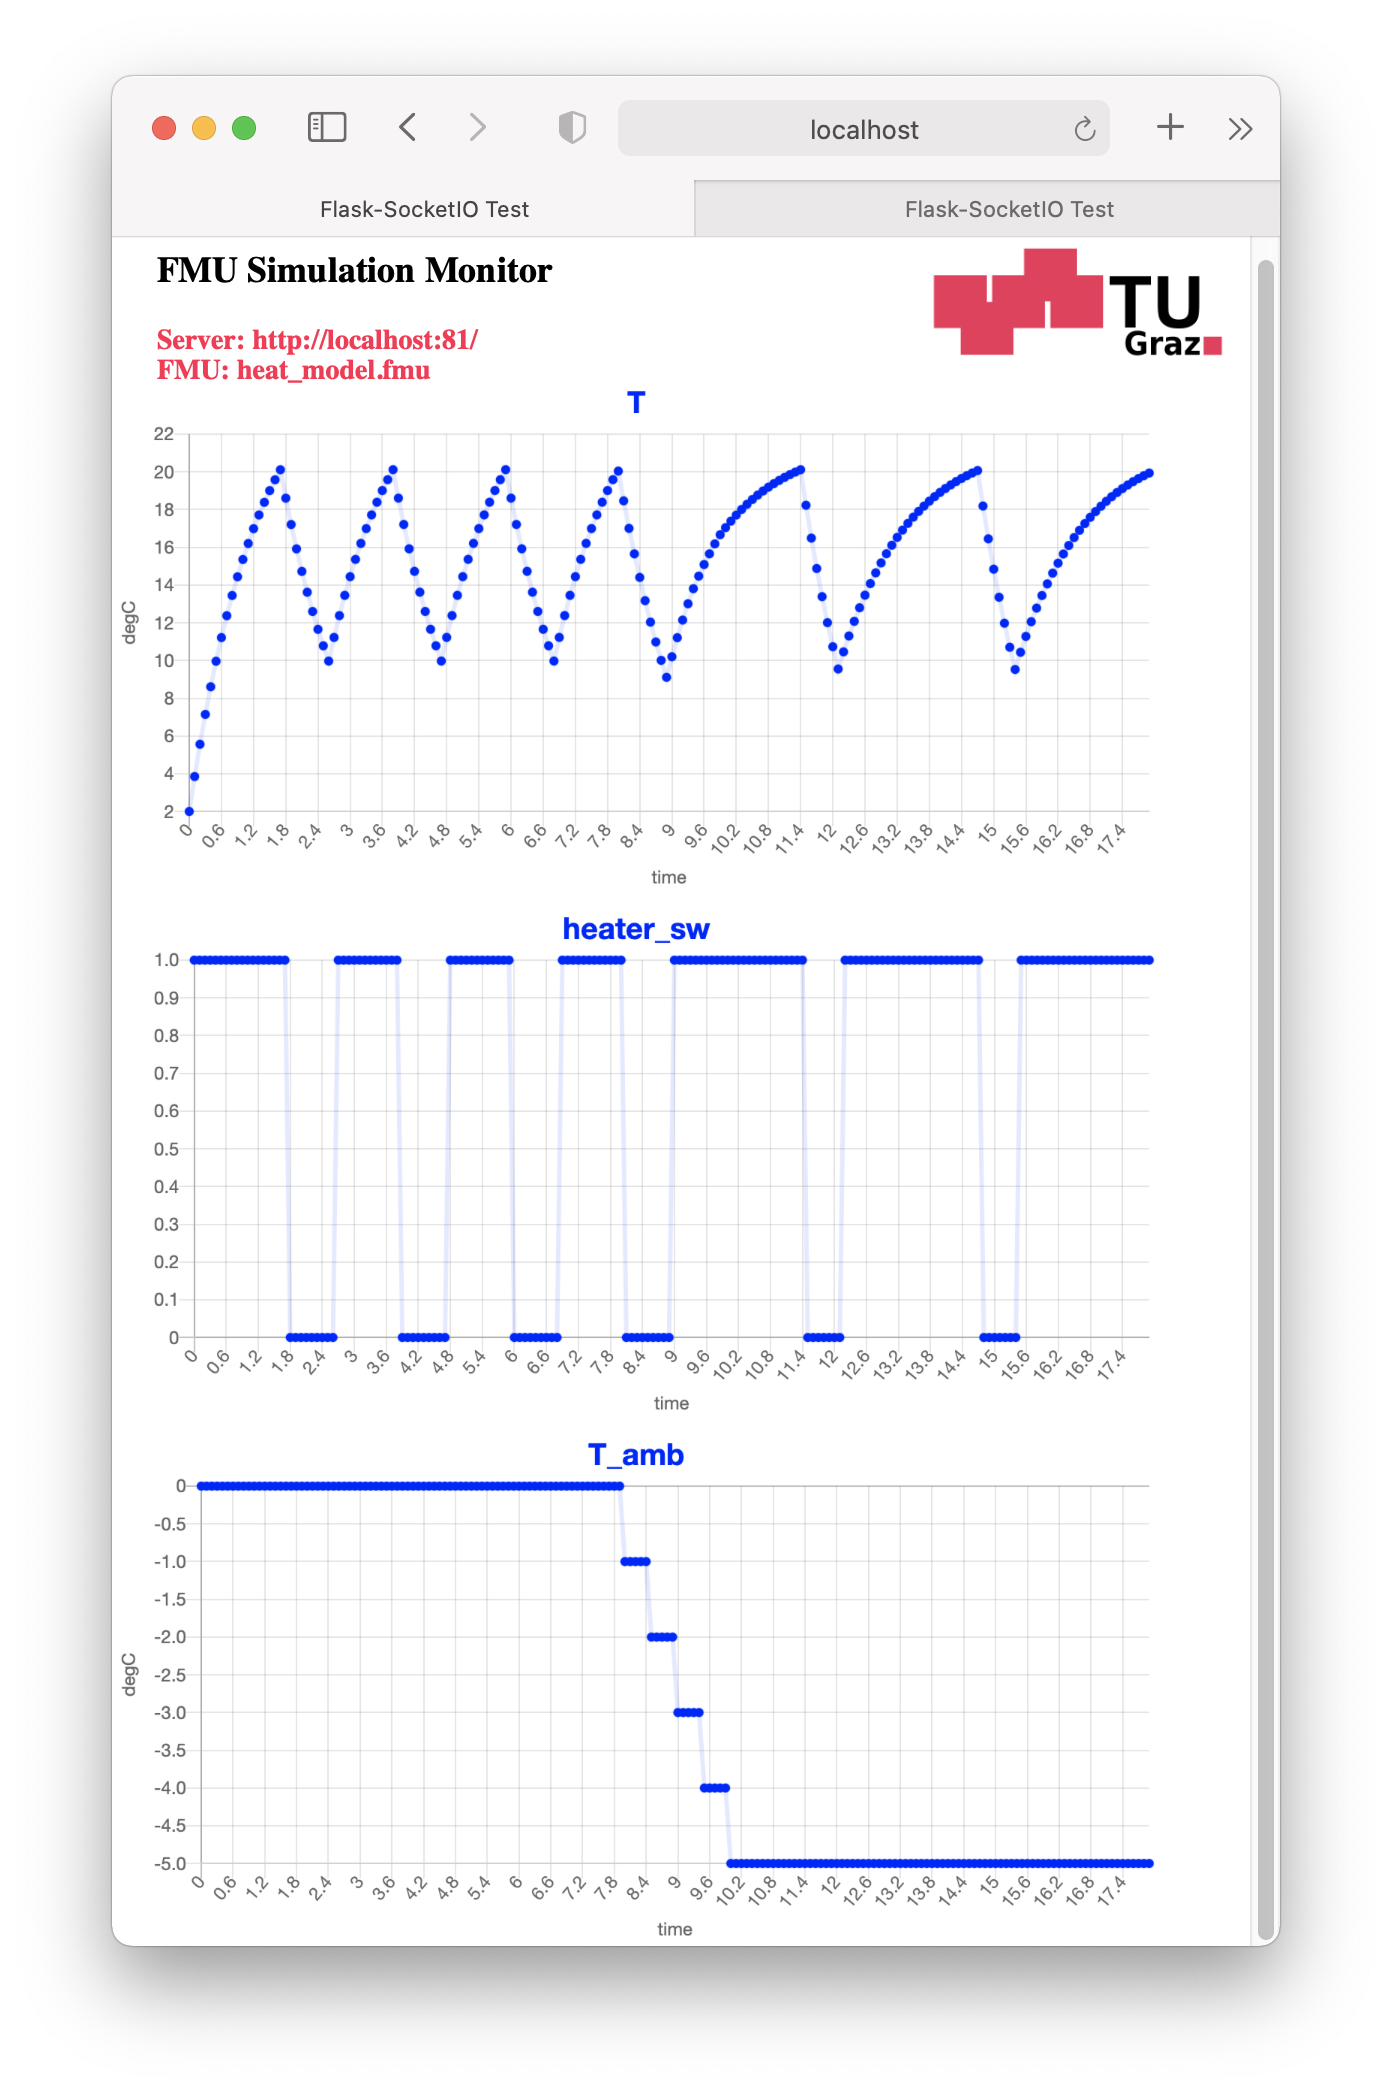 localhost
Flask-SocketIO Test
Flask-SocketIO Test
FMU Simulation Monitor
TU
Graz
Server: http://localhost:81/
FMU: heat_model.fmu
T
22
20
18
16
14
12
10
8
6
4
2
degC
0 0.6 1.2 1.8 2.4 3 3.6 4.2 4.8 5.4 6 6.6 7.2 7.8 8.4 9 9.6 10.2 10.8 11.4 12 12.6 13.2 13.8 14.4 15 15.6 16.2 16.8 17.4
time
heater_sw
1.0
0.9
0.8
0.7
0.6
0.5
0.4
0.3
0.2
0.1
0
0 0.6 1.2 1.8 2.4 3 3.6 4.2 4.8 5.4 6 6.6 7.2 7.8 8.4 9 9.6 10.2 10.8 11.4 12 12.6 13.2 13.8 14.4 15 15.6 16.2 16.8 17.4
time
T_amb
0
-0.5
-1.0
-1.5
-2.0
-2.5
-3.0
-3.5
-4.0
-4.5
-5.0
degC
0 0.6 1.2 1.8 2.4 3 3.6 4.2 4.8 5.4 6 6.6 7.2 7.8 8.4 9 9.6 10.2 10.8 11.4 12 12.6 13.2 13.8 14.4 15 15.6 16.2 16.8 17.4
time